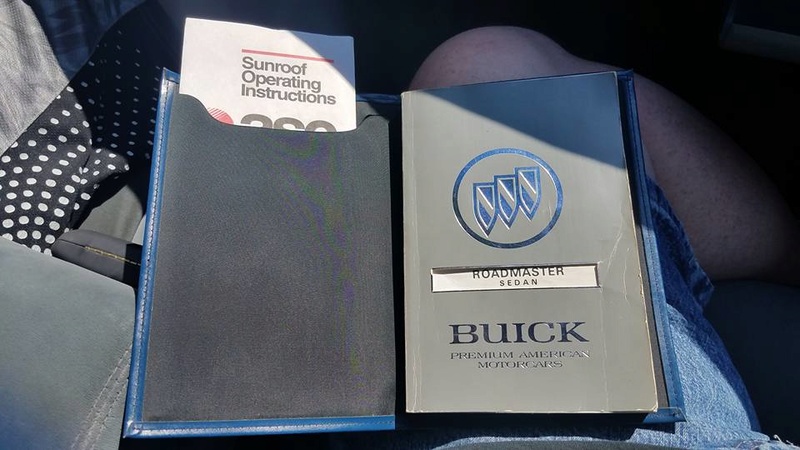 Sunroof
Operating
Instructions
ROADMASTER
SEDAN
BUICK
PREMIUM AMERICAN
MOTORCARS